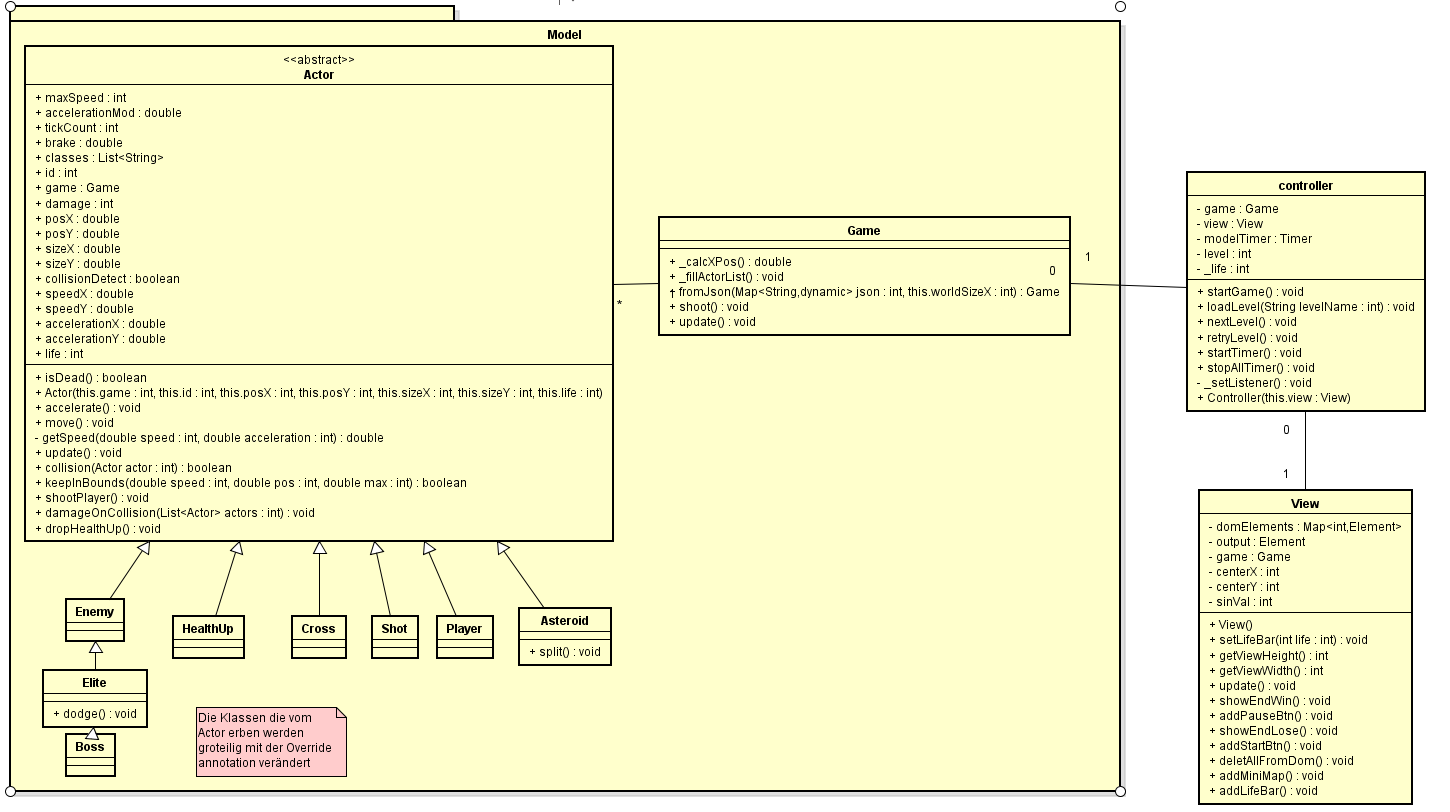 Model
<<abstract>>
Actor
+ maxSpeed : int
+ accelerationMod : double
+ tickCount : int
+ brake : double
+ classes : List<String>
+ id : int
+ game : Game
+ damage : int
+ posX : double
+ posY : double
+ sizeX : double
+ sizeY : double
+ collisionDetect : boolean
+ speedX : double
+ speedY : double
+ accelerationX : double
+ accelerationY : double
+ life : int
+ isDead() : boolean
+ Actor(this.game : int, this.id : int, this.posX : int, this.posY : int, this.sizeX : int, this.sizeY : int, this.life : int)
+ accelerate() : void
+ move() : void
- getSpeed(double speed : int, double acceleration : int) : double
+ update() : void
+ collision(Actor actor : int) : boolean
+ keepInBounds(double speed : int, double pos : int, double max : int) : boolean
+ shootPlayer() : void
+ damageOnCollision(List<Actor> actors : int) : void
+ dropHealthUp() : void
*
Game
+ _calcXPos() : double
+ _fillActorList() : void
+ fromJson(Map<String,dynamic> json : int, this.worldSizeX : int) : Game
+ shoot() : void
+ update() : void
0
1
controller
- game : Game
- view : View
- modelTimer : Timer
- level : int
- _life : int
+ startGame() : void
+ loadLevel(String levelName : int) : void
+ nextLevel() : void
+ retryLevel() : void
+ startTimer() : void
+ stopAllTimer() : void
- _setListener() : void
+ Controller(this.view : View)
0
1
View
- domElements : Map<int,Element>
- output : Element
- game : Game
- centerX : int
- centerY : int
- sinVal : int
+ View()
+ setLifeBar(int life : int) : void
+ getViewHeight() : int
+ getViewWidth() : int
+ update() : void
+ showEndWin() : void
+ addPauseBtn() : void
+ showEndLose() : void
+ addStartBtn() : void
+ deletAllFromDom() : void
+ addMiniMap() : void
+ addLifeBar() : void
Enemy
HealthUp
Cross
Shot
Player
Asteroid
+ split() : void
Elite
+ dodge() : void
Boss
Die Klassen die vom
Actor erben werden
groteilig mit der Override
annotation verändert